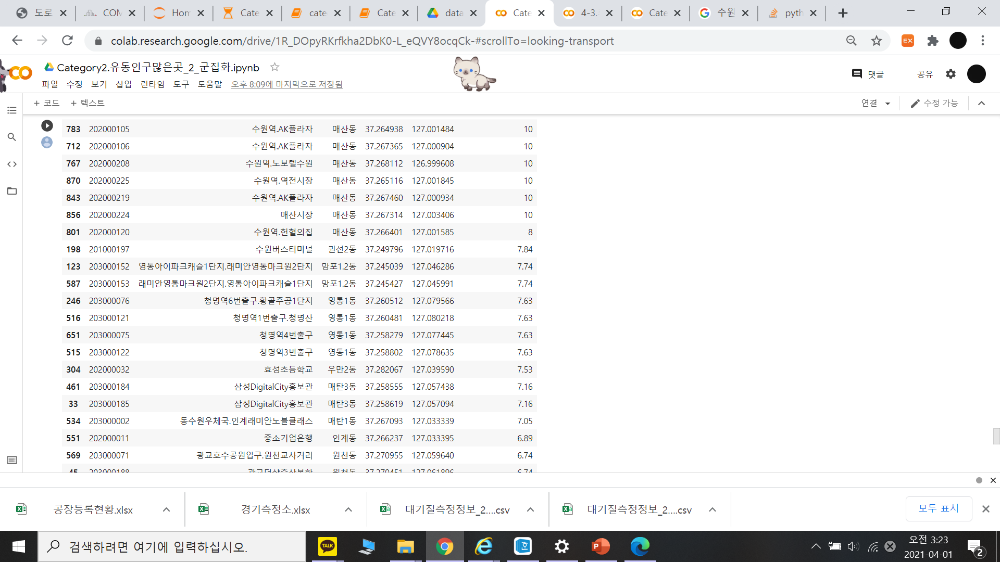 도로 COM Hom Cate cate Cate data Cate 4-3. Cate 수원 pyth
colab.research.google.com/drive/1R_DOpyRKrfkha2DbK0-L_eQVY8ocqCk-#scrollTo=looking-transport EX
Category2.유동인구많은곳_2_군집화.ipynb
댓글 공유
파일 수정 보기 삽입 런타임 도구 도움말 오후 8:09에 마지막으로 저장됨
+ 코드 + 텍스트 연결 수정 가능
783 202000105 수원역.AK플라자 매산동 37.264938 127.001484 10
712 202000106 수원역.AK플라자 매산동 37.267365 127.000904 10
767 202000208 수원역.노보텔수원 매산동 37.268112 126.999608 10
870 202000225 수원역.역전시장 매산동 37.265116 127.001845 10
843 202000219 수원역.AK플라자 매산동 37.267460 127.000934 10
856 202000224 매산시장 매산동 37.267314 127.003406 10
801 202000120 수원역.헌혈의집 매산동 37.266401 127.001585 8
198 201000197 수원버스터미널 권선2동 37.249796 127.019716 7.84
123 203000152 영통아이파크캐슬1단지.래미안영통마크원2단지 망포1.2동 37.245039 127.046286 7.74
587 203000153 래미안영통마크원2단지.영통아이파크캐슬1단지 망포1.2동 37.245427 127.045991 7.74
246 203000076 청명역6번출구.황골주공1단지 영통1동 37.260512 127.079566 7.63
516 203000121 청명역1번출구.청명산 영통1동 37.260481 127.080218 7.63
651 203000075 청명역4번출구 영통1동 37.258279 127.077445 7.63
515 203000122 청명역3번출구 영통1동 37.258802 127.078635 7.63
304 202000032 효성초등학교 우만2동 37.282067 127.039590 7.53
461 203000184 삼성DigitalCity홍보관 매탄3동 37.258555 127.057438 7.16
33 203000185 삼성DigitalCity홍보관 매탄3동 37.258619 127.057094 7.16
534 203000002 동수원우체국.인계래미안노블클래스 매탄1동 37.267093 127.033339 7.05
551 202000011 중소기업은행 인계동 37.266237 127.033395 6.89
569 203000071 광교호수공원입구.원천교사거리 원천동 37.270955 127.059640 6.74
45 203000188 원천동 37.270451 127.061896 6.74
공장등록현황.xlsx 경기측정소.xlsx 대기질측정정보_2....csv 대기질측정정보_2....csv 모두 표시
검색하려면 여기에 입력하십시오. TALK 오전 3:23
2021-04-01 2